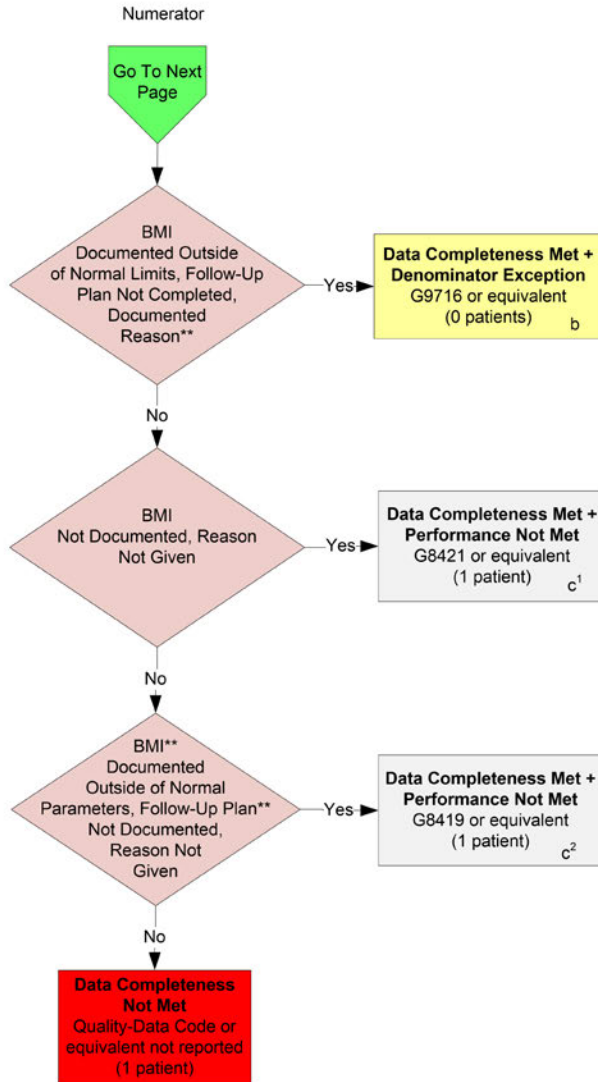 Numerator
Go To Next
Page
BMI
Documented Outside
of Normal Limits, Follow-Up
Plan Not Completed,
Documented
Reason**
Yes
Data Completeness Met +
Denominator Exception
G9716 or equivalent
(0 patients)
b
No
BMI
Not Documented, Reason
Not Given
Yes
Data Completeness Met +
Performance Not Met
G8421 or equivalent
(1 patient)
c¹
No
BMI**
Documented
Outside of Normal
Parameters, Follow-Up Plan**
Not Documented,
Reason Not
Given
Yes
Data Completeness Met +
Performance Not Met
G8419 or equivalent
(1 patient)
c²
No
Data Completeness
Not Met
Quality-Data Code or
equivalent not reported
(1 patient)